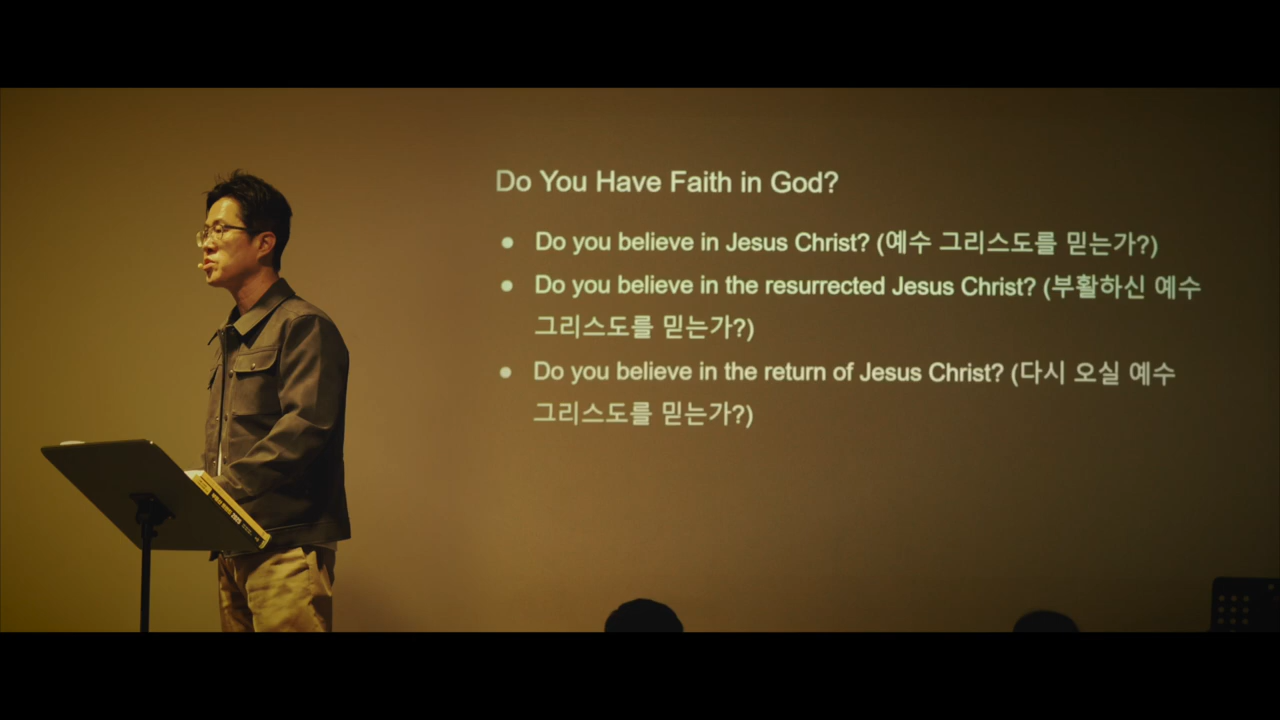 Do You Have Faith in God?
● Do you believe in Jesus Christ? (예수 그리스도를 믿는가?)
● Do you believe in the resurrected Jesus Christ? (부활하신 예수
그리스도를 믿는가?)
● Do you believe in the return of Jesus Christ? (다시 오실 예수
그리스도를 믿는가?)